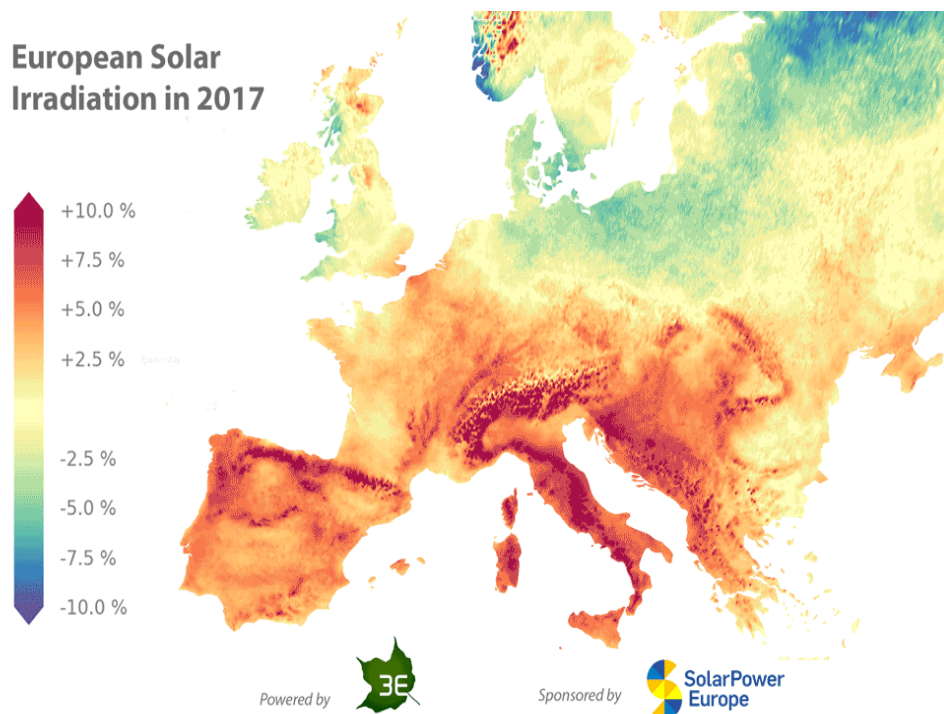 European Solar
Irradiation in 2017
+10.0 %
+7.5 %
+5.0 %
+2.5 %
-2.5 %
-5.0 %
-7.5 %
-10.0 %
Powered by
3E
Sponsored by
SolarPower
Europe